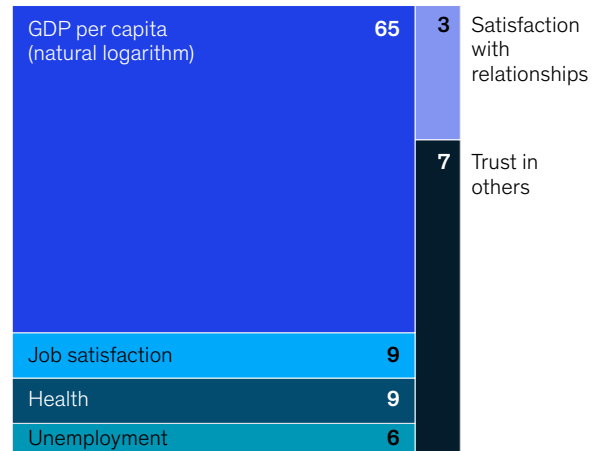 GDP per capita 65
(natural logarithm)
3 Satisfaction
with
relationships
7 Trust in
others
Job satisfaction 9
Health 9
Unemployment 6